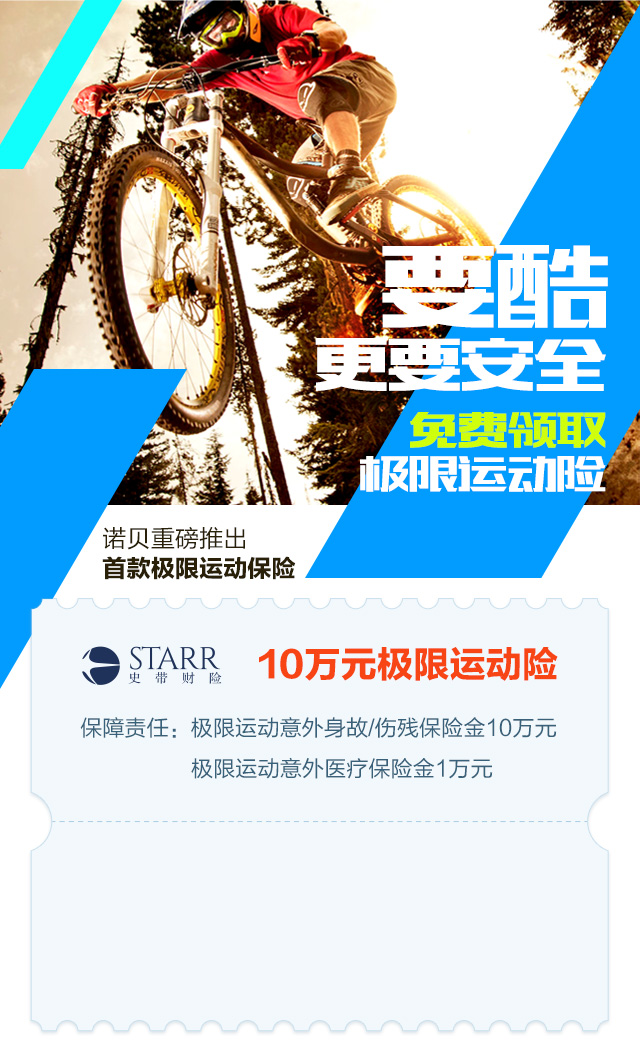 要酷
更要安全
免费领取
极限运动险
诺贝重磅推出
首款极限运动保险
STARR
史带财险
10万元极限运动险
保障责任：极限运动意外身故/伤残保险金10万元
极限运动意外医疗保险金1万元